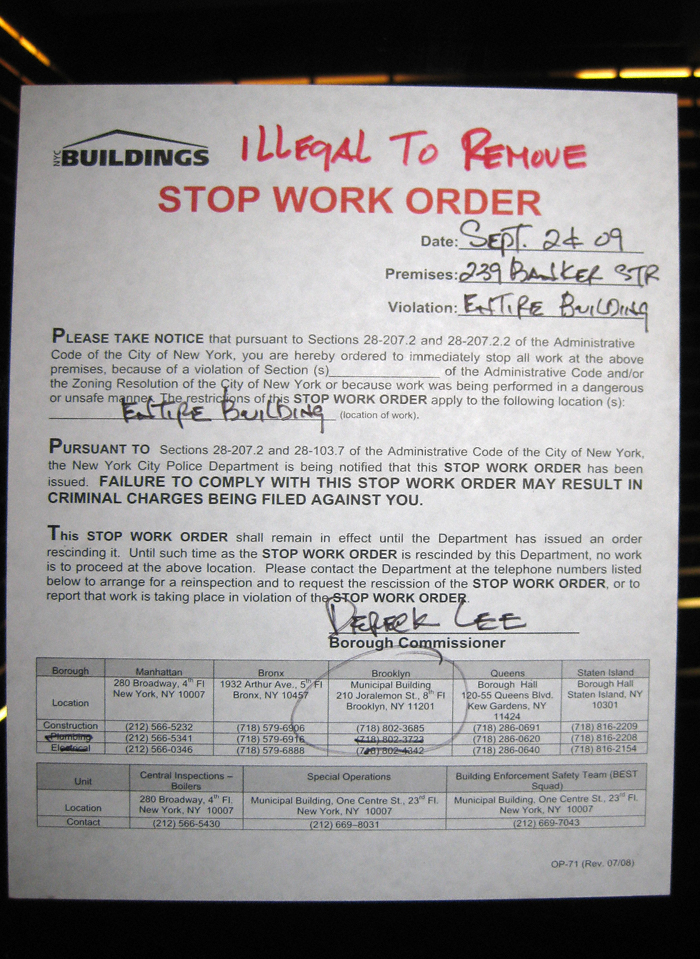 NYC BUILDINGS ILLEGAL TO REMOVE
STOP WORK ORDER
Date: SEPT. 24 09
Premises: 239 BANKER STR
Violation: ENTIRE BUILDING
PLEASE TAKE NOTICE that pursuant to Sections 28-207.2 and 28-207.2.2 of the Administrative
Code of the City of New York, you are hereby ordered to immediately stop all work at the above
premises, because of a violation of Section (s)____________ of the Administrative Code and/or
the Zoning Resolution of the City of New York or because work was being performed in a dangerous
or unsafe manner. The restrictions of this STOP WORK ORDER apply to the following location (s):
ENTIRE BUILDING (location of work).
PURSUANT TO Sections 28-207.2 and 28-103.7 of the Administrative Code of the City of New York,
the New York City Police Department is being notified that this STOP WORK ORDER has been
issued. FAILURE TO COMPLY WITH THIS STOP WORK ORDER MAY RESULT IN
CRIMINAL CHARGES BEING FILED AGAINST YOU.
This STOP WORK ORDER shall remain in effect until the Department has issued an order
rescinding it. Until such time as the STOP WORK ORDER is rescinded by this Department, no work
is to proceed at the above location. Please contact the Department at the telephone numbers listed
below to arrange for a reinspection and to request the rescission of the STOP WORK ORDER, or to
report that work is taking place in violation of the STOP WORK ORDER.
DERECK LEE
Borough Commissioner
Borough Manhattan Bronx Brooklyn Queens Staten Island
Location 280 Broadway, 4th Fl 1932 Arthur Ave., 5th Fl Municipal Building Borough Hall Borough Hall
New York, NY 10007 Bronx, NY 10457 210 Joralemon St., 8th Fl 120-55 Queens Blvd. Staten Island, NY
Brooklyn, NY 11201 Kew Gardens, NY 10301
11424
Construction (212) 566-5232 (718) 579-6906 (718) 802-3685 (718) 286-0691 (718) 816-2209
Plumbing (212) 566-5341 (718) 579-6916 (718) 802-3722 (718) 286-0620 (718) 816-2208
Electrical (212) 566-0346 (718) 579-6888 (718) 802-4342 (718) 286-0640 (718) 816-2154
Unit Central Inspections – Boilers Special Operations Building Enforcement Safety Team (BEST Squad)
Location 280 Broadway, 4th Fl. Municipal Building, One Centre St., 23rd Fl. Municipal Building, One Centre St., 23rd Fl.
New York, NY 10007 New York, NY 10007 New York, NY 10007
Contact (212) 566-5430 (212) 669–8031 (212) 669-7043
OP-71 (Rev. 07/08)